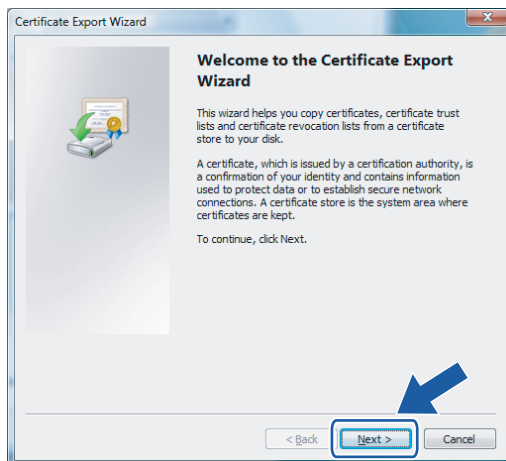 Certificate Export Wizard
Welcome to the Certificate Export
Wizard
This wizard helps you copy certificates, certificate trust
lists and certificate revocation lists from a certificate
store to your disk.
A certificate, which is issued by a certification authority, is
a confirmation of your identity and contains information
used to protect data or to establish secure network
connections. A certificate store is the system area where
certificates are kept.
To continue, click Next.
< Back
Next >
Cancel